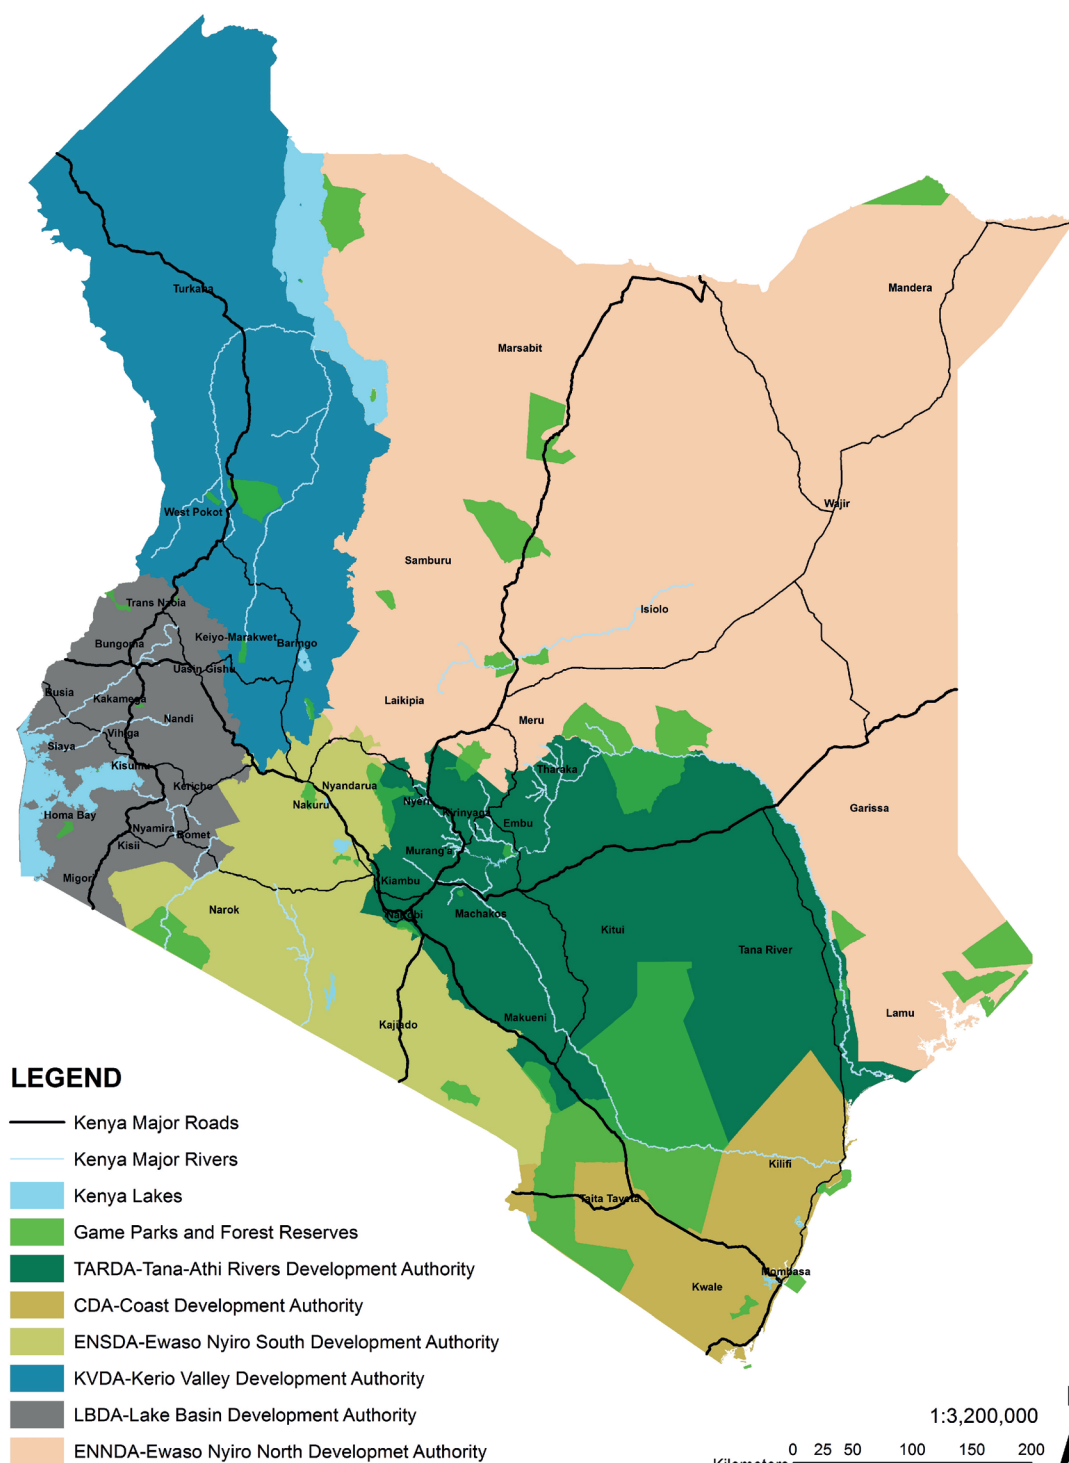 Turkana
Mandera
Marsabit
Wajir
West Pokot
Samburu
Isiolo
Trans Nzoia
Keiyo-Marakwet
Bungoma
Baringo
Uasin Gishu
Busia
Kakamega
Laikipia
Nandi
Meru
Vihiga
Siaya
Kisumu
Tharaka
Kericho
Nyandarua
Nakuru
Nyeri
Garissa
Homa Bay
Kirinyaga
Embu
Nyamira
Bomet
Kisii
Murang'a
Migori
Kiambu
Narok
Nairobi
Machakos
Kitui
Tana River
Lamu
Makueni
Kajiado
Kilifi
Taita Taveta
Mombasa
Kwale
LEGEND
Kenya Major Roads
Kenya Major Rivers
Kenya Lakes
Game Parks and Forest Reserves
TARDA-Tana-Athi Rivers Development Authority
CDA-Coast Development Authority
ENSDA-Ewaso Nyiro South Development Authority
KVDA-Kerio Valley Development Authority
LBDA-Lake Basin Development Authority
ENNDA-Ewaso Nyiro North Developmet Authority
1:3,200,000
0 25 50 100 150 200
Kilometers